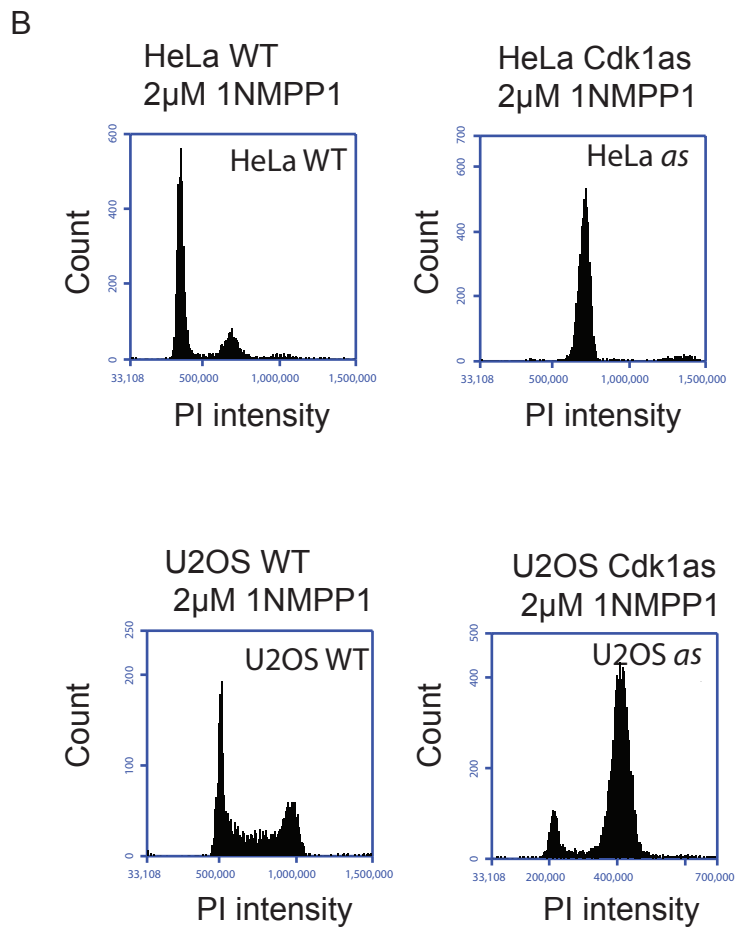 B
HeLa WT
2µM 1NMPP1
HeLa Cdk1as
2µM 1NMPP1
600
400
200
0
Count
HeLa WT
33,108 500,000 1,000,000 1,500,000
PI intensity
700
600
400
200
0
Count
HeLa as
33,108 500,000 1,000,000 1,500,000
PI intensity
U2OS WT
2µM 1NMPP1
U2OS Cdk1as
2µM 1NMPP1
250
200
100
0
Count
U2OS WT
33,108 500,000 1,000,000 1,500,000
PI intensity
500
400
200
0
Count
U2OS as
33,108 200,000 400,000 700,000
PI intensity